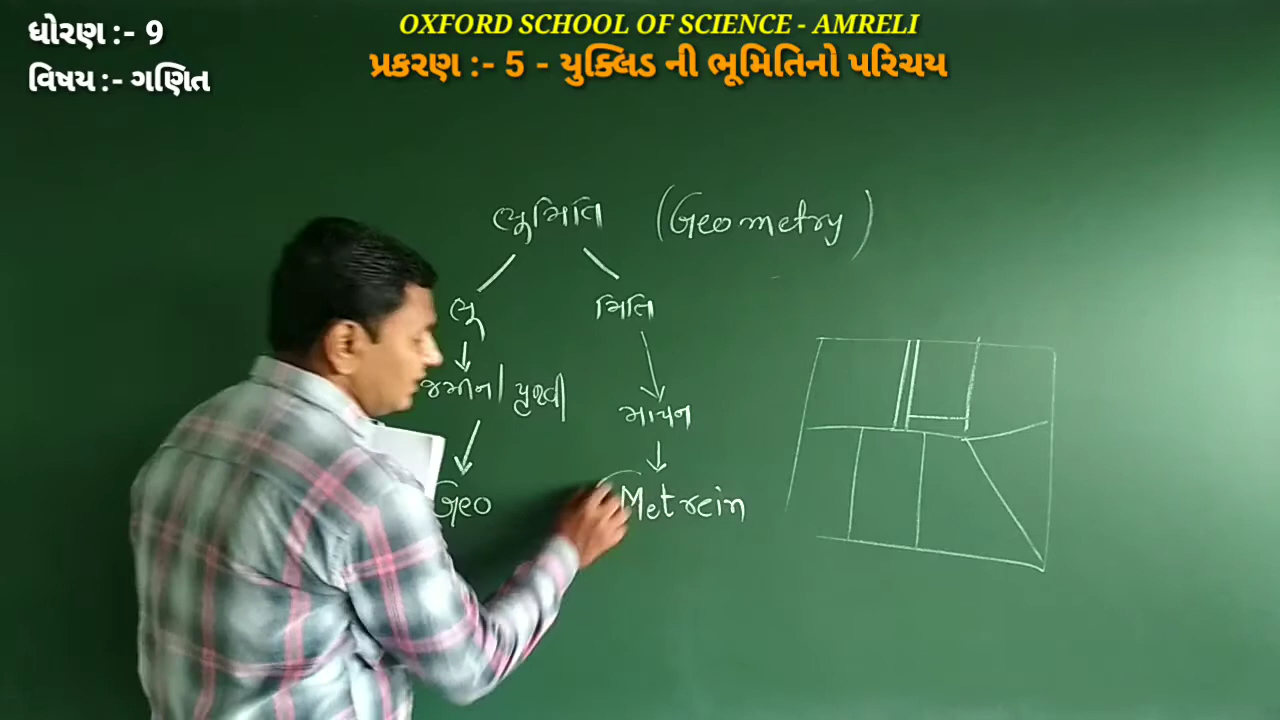 OXFORD SCHOOL OF SCIENCE - AMRELI
ધોરણ :- 9
પ્રકરણ :- 5 - યુક્લિડ ની ભૂમિતિનો પરિચય
વિષય :- ગણિત
ભૂમિતિ (Geometry)
ભૂ મિતિ
જમીન/પૃથ્વી માપન
Geo Metrein